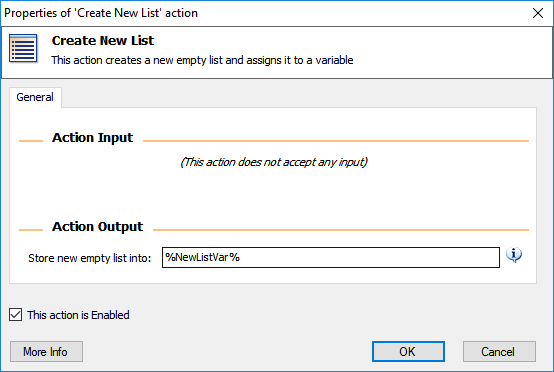 Properties of 'Create New List' action
Create New List
This action creates a new empty list and assigns it to a variable
General
Action Input
(This action does not accept any input)
Action Output
Store new empty list into: %NewListVar%
This action is Enabled
More Info OK Cancel